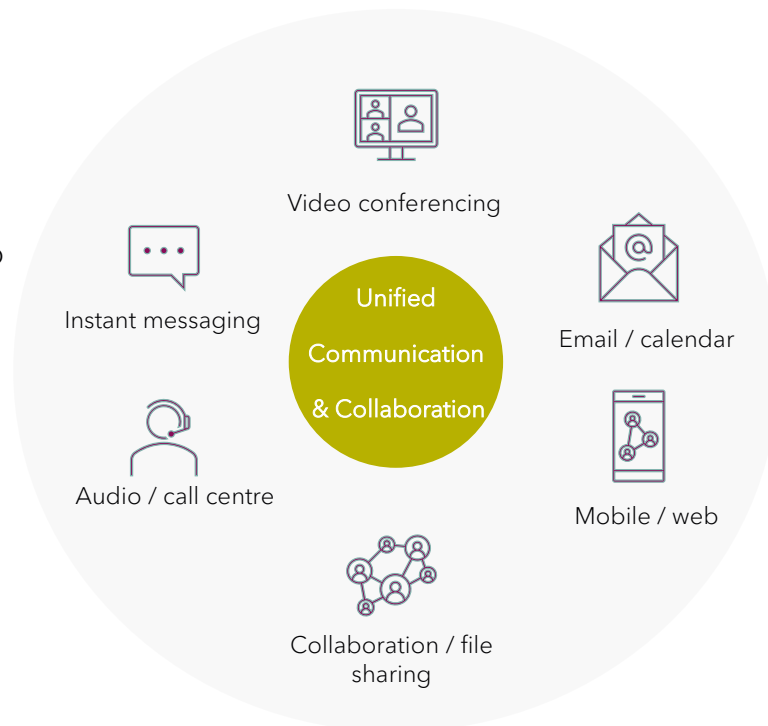 Video conferencing
Instant messaging
Unified
Communication
& Collaboration
Email / calendar
Audio / call centre
Mobile / web
Collaboration / file
sharing